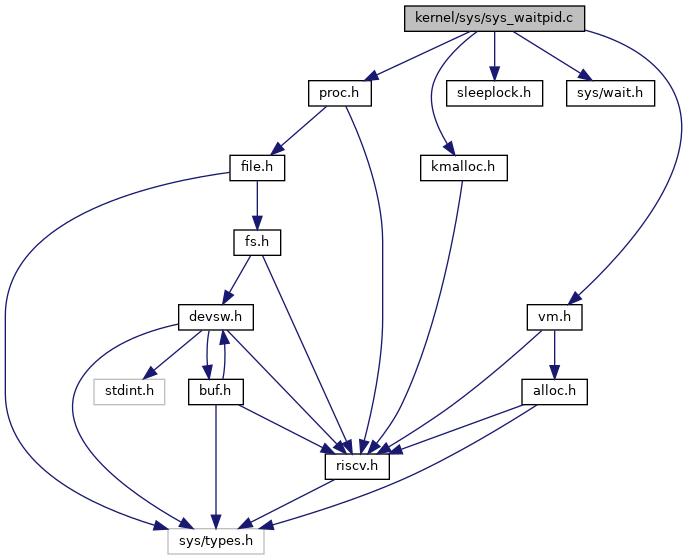 kernel/sys/sys_waitpid.c
proc.h
sleeplock.h
sys/wait.h
file.h
kmalloc.h
fs.h
devsw.h
vm.h
stdint.h
buf.h
alloc.h
riscv.h
sys/types.h